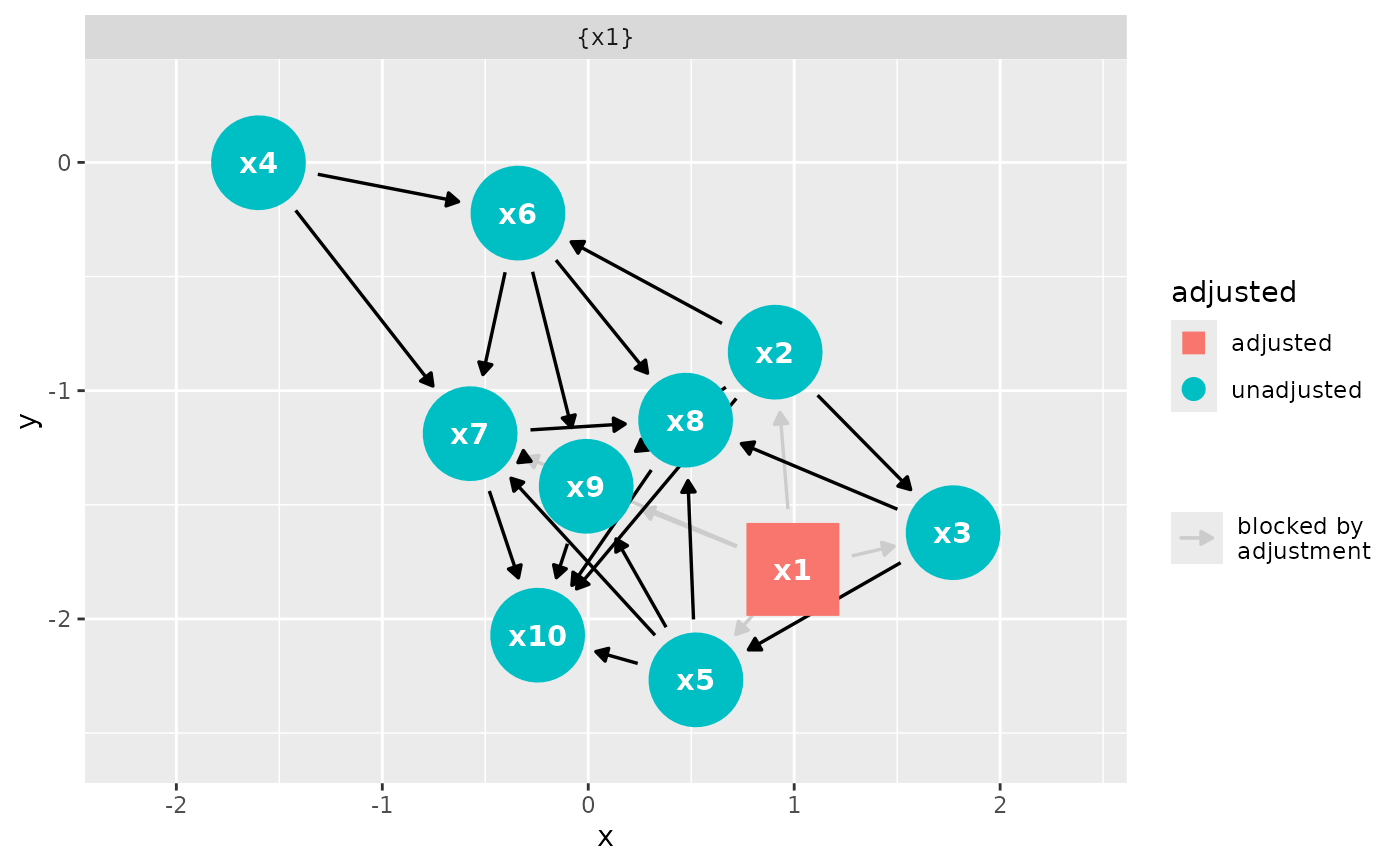 {x1}
x4
x6
x2
x8
x7
x9
x3
x1
x10
x5
0
-1
-2
y
-2
-1
0
1
2
x
adjusted
adjusted
unadjusted
blocked by
adjustment